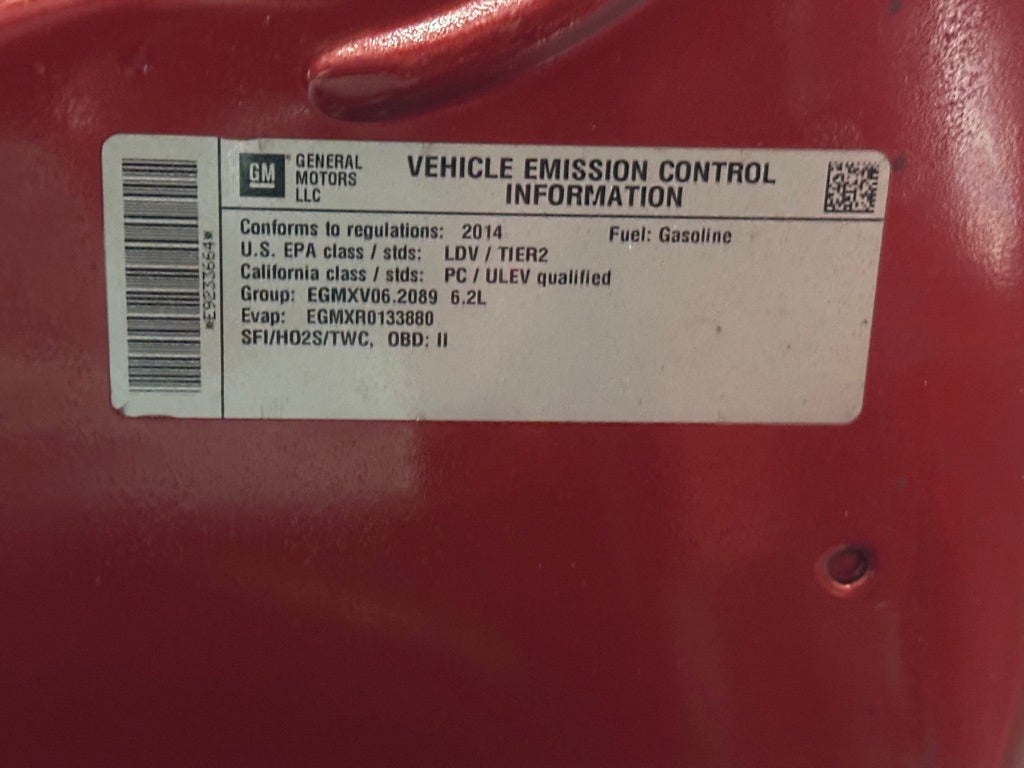 GM
GENERAL
MOTORS
LLC
VEHICLE EMISSION CONTROL
INFORMATION
Conforms to regulations: 2014 Fuel: Gasoline
U.S. EPA class / stds: LDV / TIER2
California class / stds: PC / ULEV qualified
Group: EGMXV06.2089 6.2L
Evap: EGMXR0133880
SFI/HO2S/TWC, OBD: II
*E9233664*